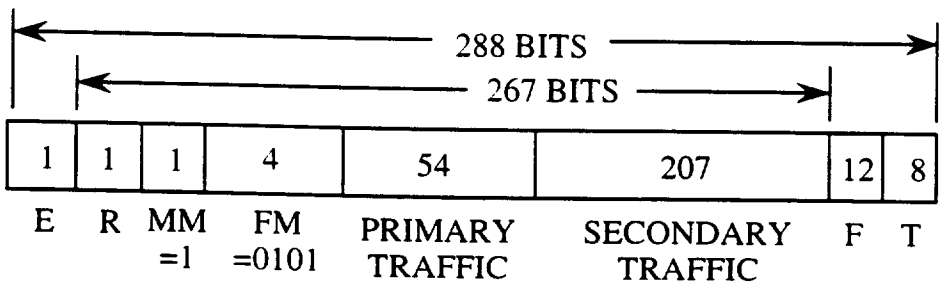 288 BITS
267 BITS
1 1 1 4 54 207 12 8
E R MM FM PRIMARY SECONDARY F T
=1 =0101 TRAFFIC TRAFFIC